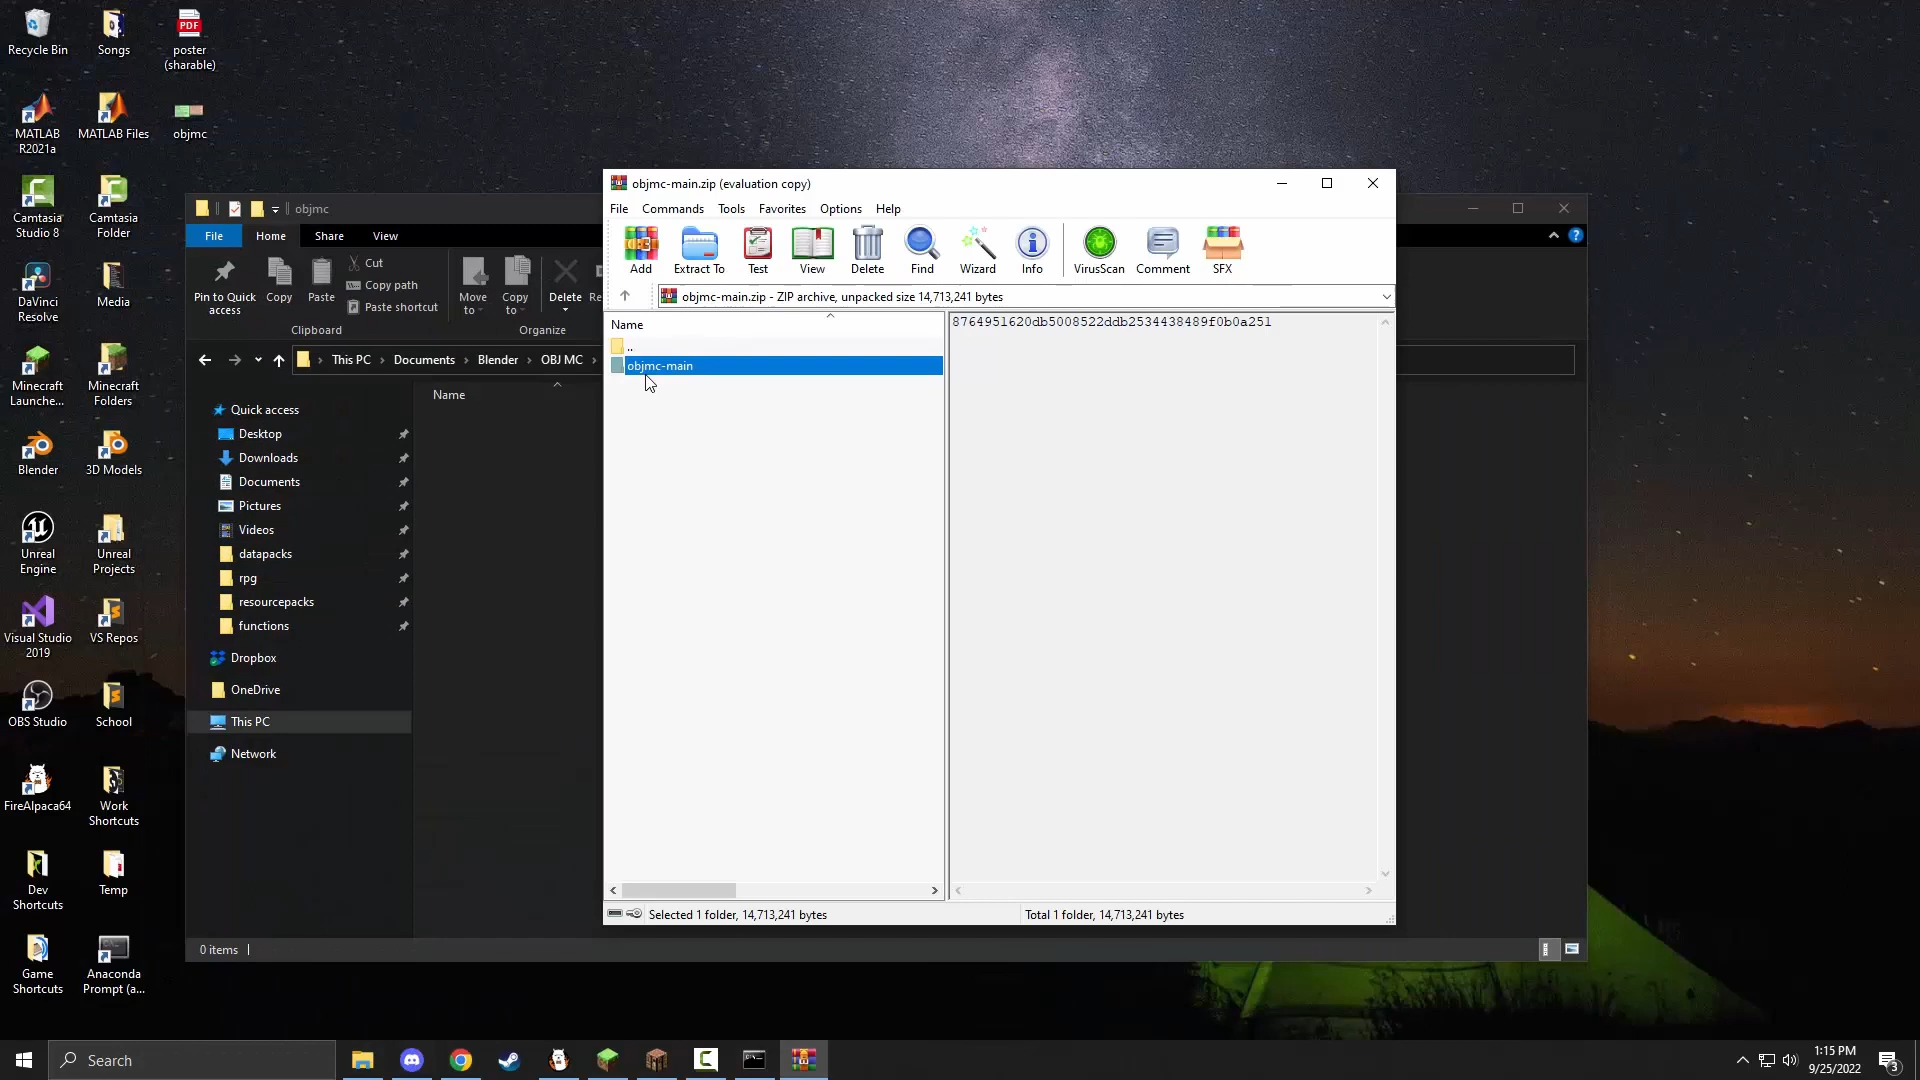 Recycle Bin
Songs
poster
(sharable)
MATLAB
R2021a
MATLAB Files
objmc
Camtasia
Studio 8
Camtasia
Folder
DaVinci
Resolve
Media
Minecraft
Launche...
Minecraft
Folders
Blender
3D Models
Unreal
Engine
Unreal
Projects
Visual Studio
2019
VS Repos
OBS Studio
School
FireAlpaca64
Work
Shortcuts
Dev
Shortcuts
Temp
Game
Shortcuts
Anaconda
Prompt (a...
objmc
File
Home
Share
View
Pin to Quick
access
Copy
Paste
Cut
Copy path
Paste shortcut
Move
to
Copy
to
Delete
Re
Clipboard
Organize
This PC
Documents
Blender
OBJ MC
Name
Quick access
Desktop
Downloads
Documents
Pictures
Videos
datapacks
rpg
resourcepacks
functions
Dropbox
OneDrive
This PC
Network
0 items
objmc-main.zip (evaluation copy)
File
Commands
Tools
Favorites
Options
Help
Add
Extract To
Test
View
Delete
Find
Wizard
Info
VirusScan
Comment
SFX
objmc-main.zip - ZIP archive, unpacked size 14,713,241 bytes
Name
..
objmc-main
8764951620db5008522ddb2534438489f0b0a251
Selected 1 folder, 14,713,241 bytes
Total 1 folder, 14,713,241 bytes
Search
1:15 PM
9/25/2022
3